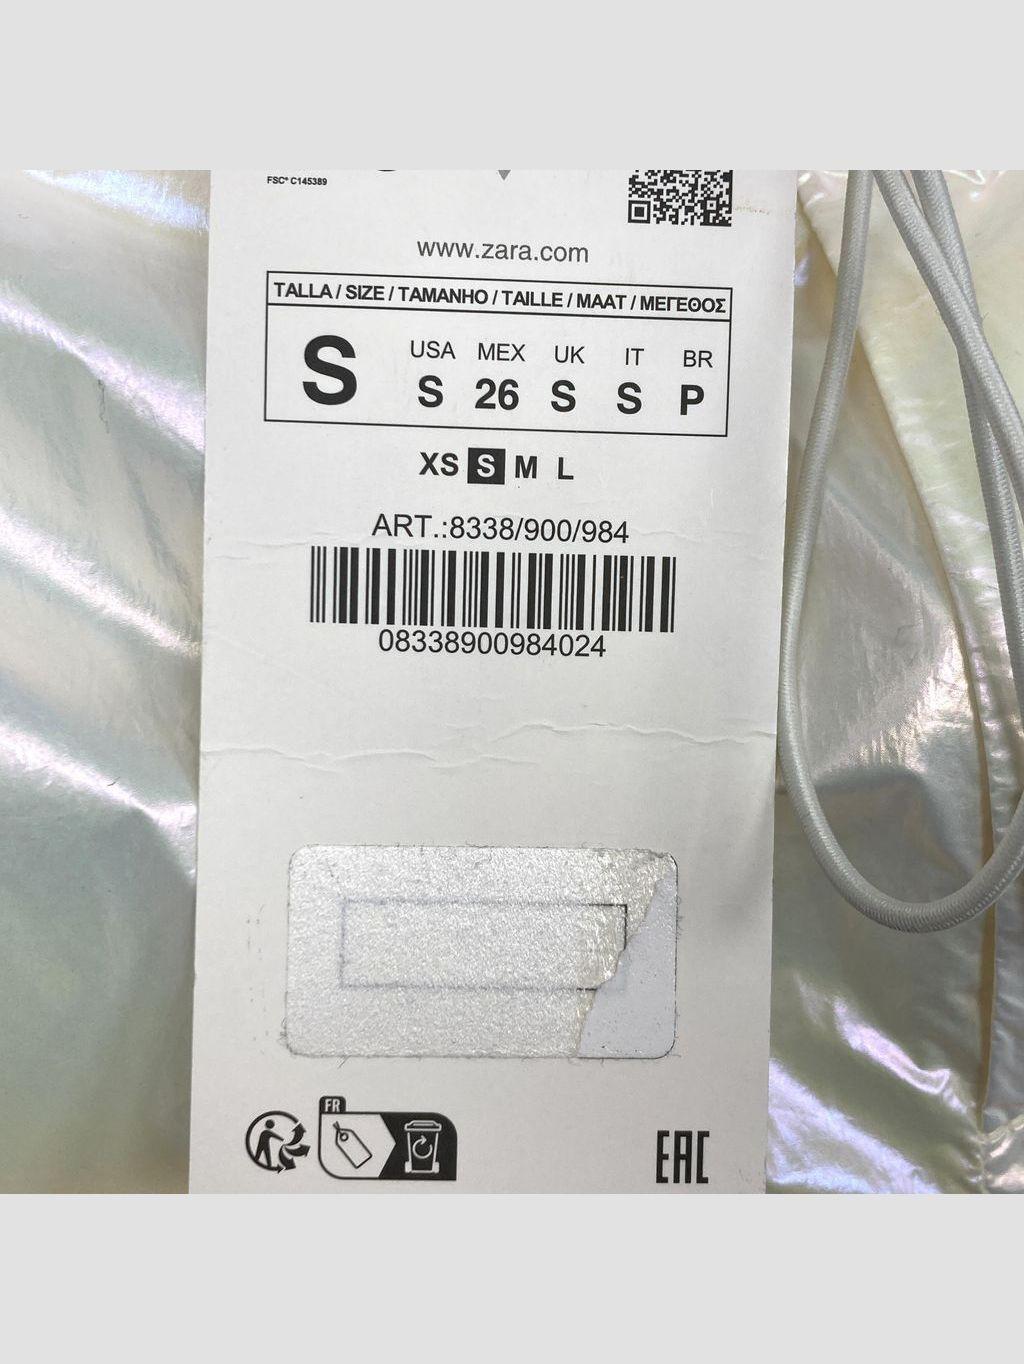 FSC® C145389
www.zara.com
TALLA / SIZE / TAMANHO / TAILLE / MAAT / ΜΕΓΕΘΟΣ
S
USA MEX UK IT BR
S 26 S S P
XS S M L
ART.:8338/900/984
08338900984024
FR
EAC